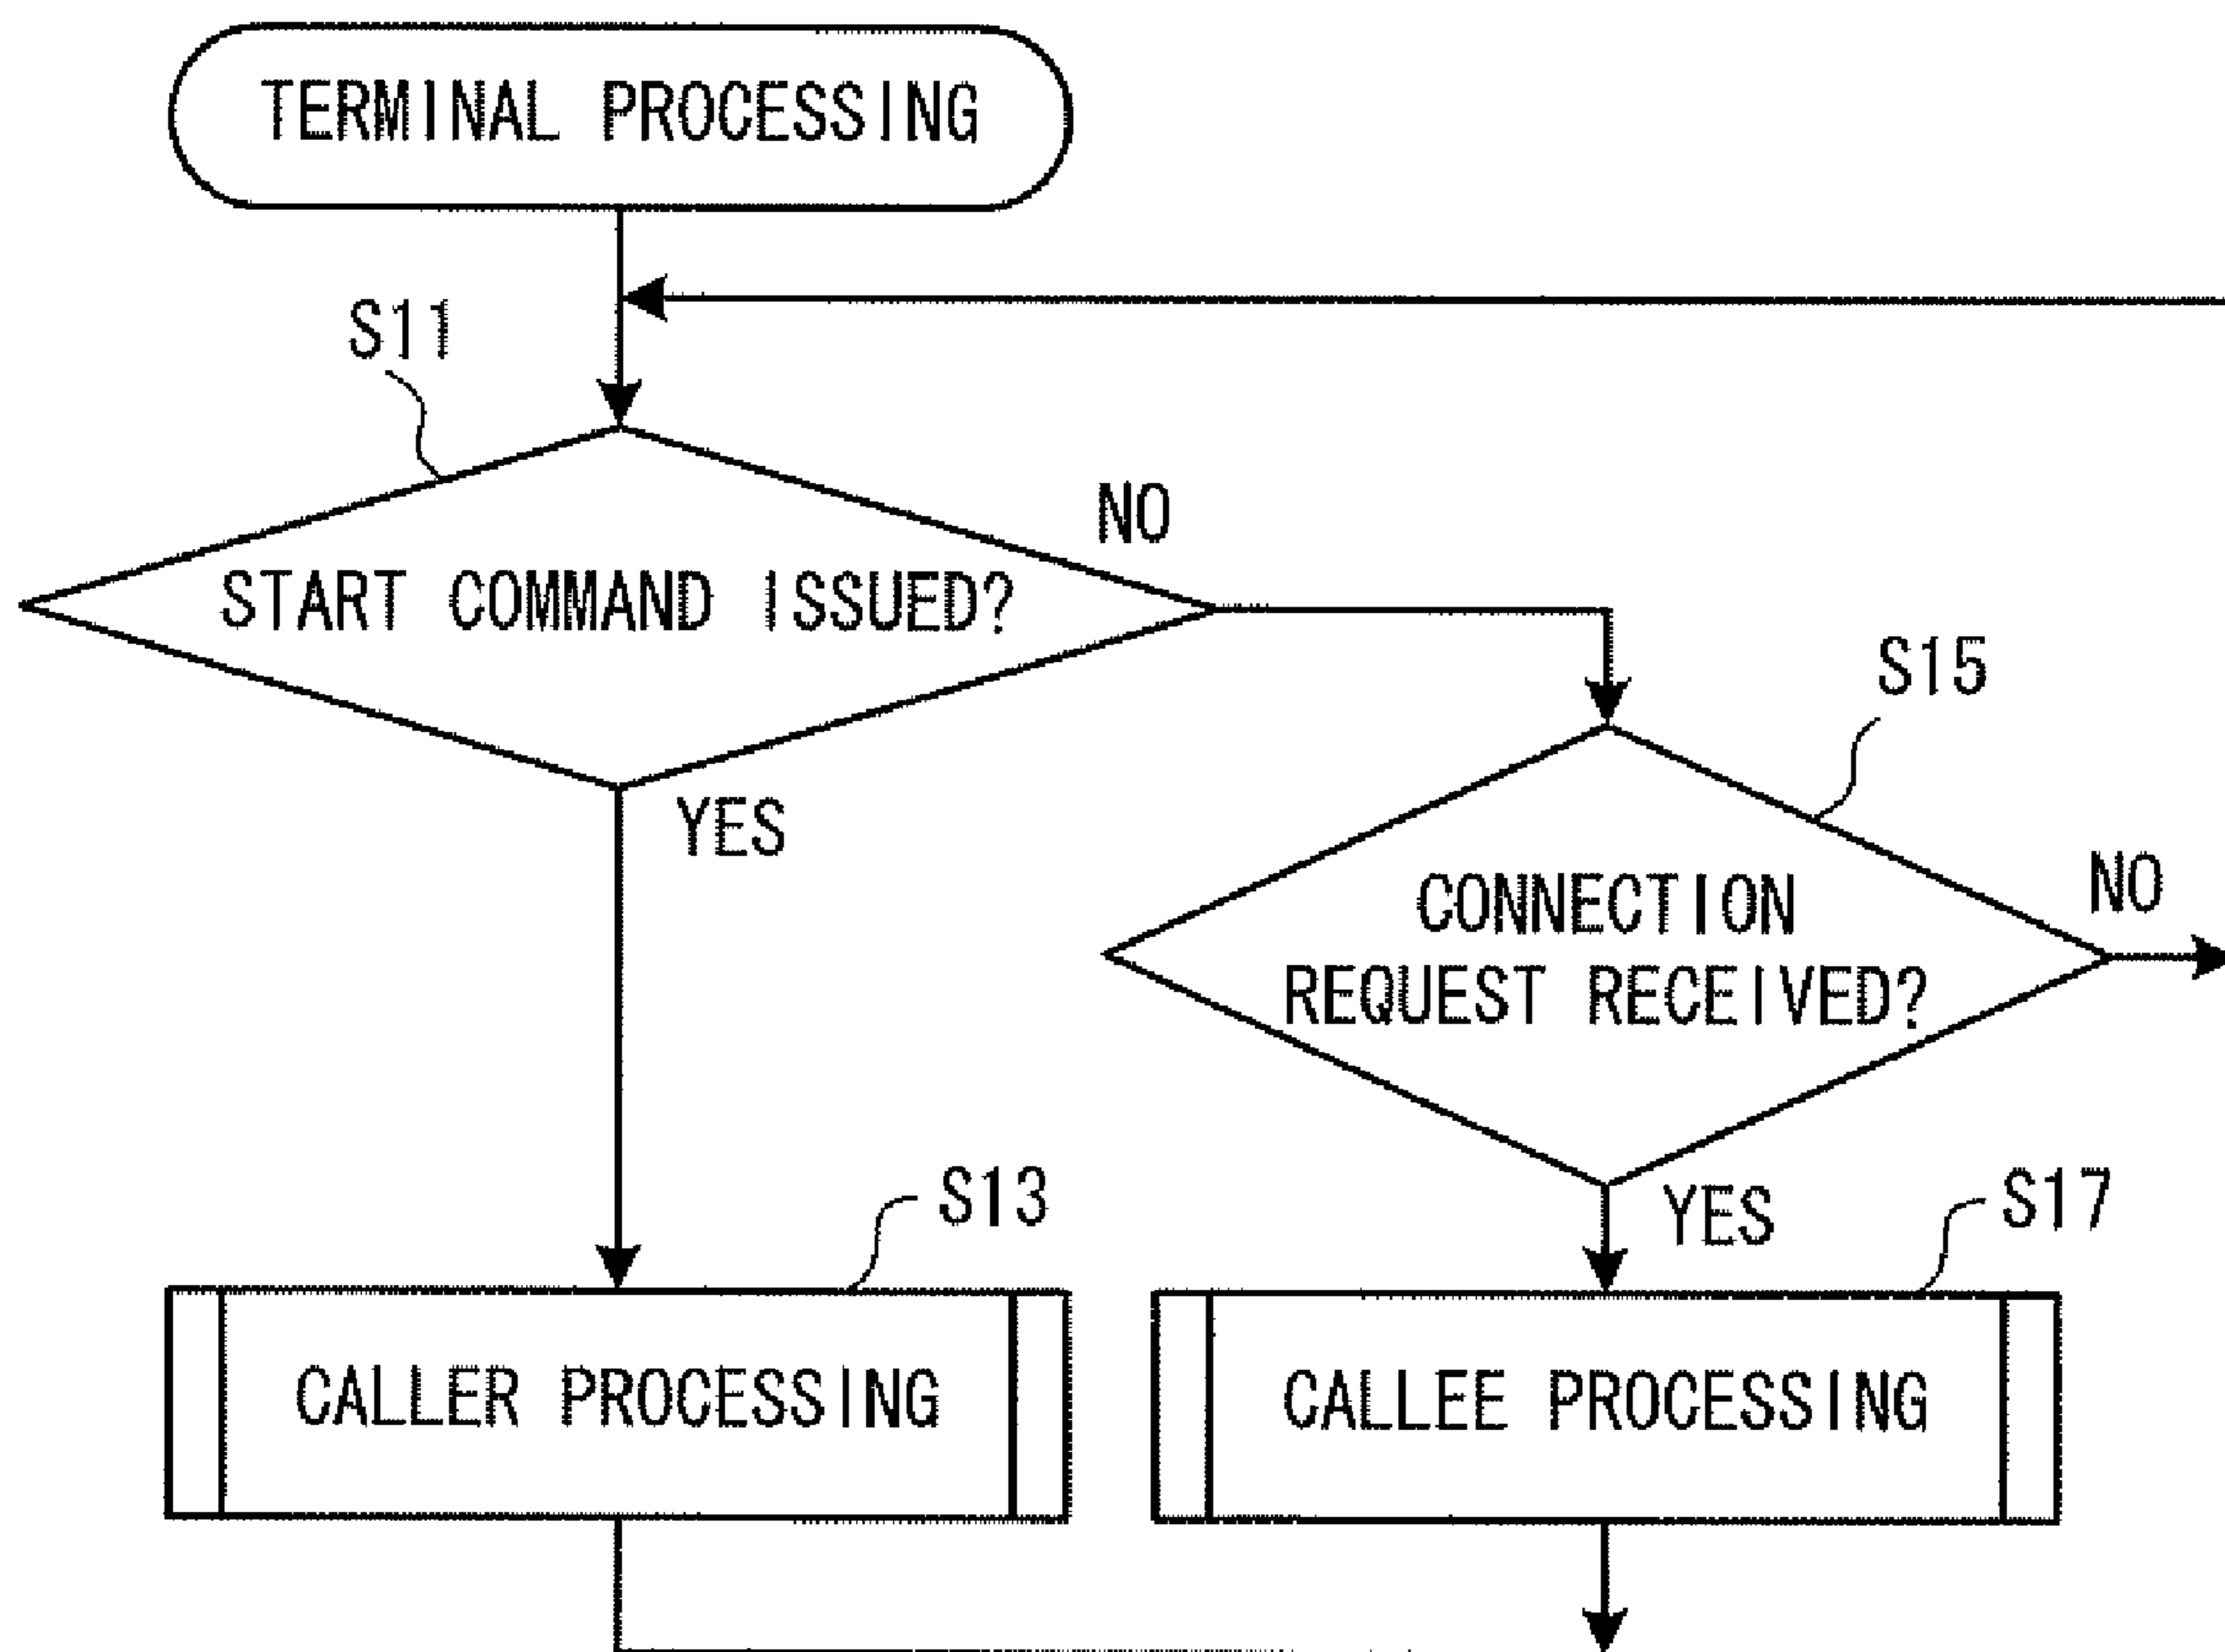 TERMINAL PROCESSING
S11
NO
START COMMAND ISSUED?
S15
YES
NO
CONNECTION
REQUEST RECEIVED?
S13
YES
S17
CALLER PROCESSING
CALLEE PROCESSING